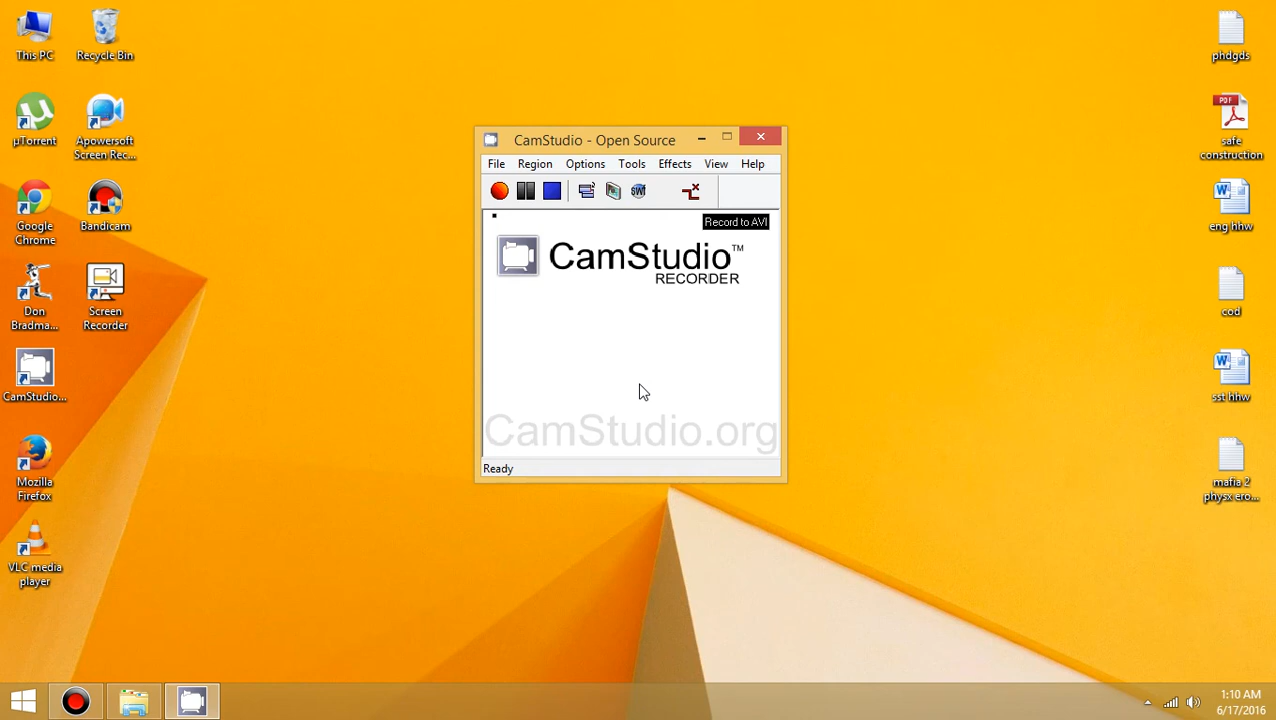 This PC
Recycle Bin
µTorrent
Apowersoft
Screen Rec...
Google
Chrome
Bandicam
Don
Bradma...
Screen
Recorder
CamStudio...
Mozilla
Firefox
VLC media
player
CamStudio - Open Source
File Region Options Tools Effects View Help
SWF
Record to AVI
CamStudio™
RECORDER
CamStudio.org
Ready
phdgds
PDF
safe
construction
eng hhw
cod
sst hhw
mafia 2
physx ero...
1:10 AM
6/17/2016